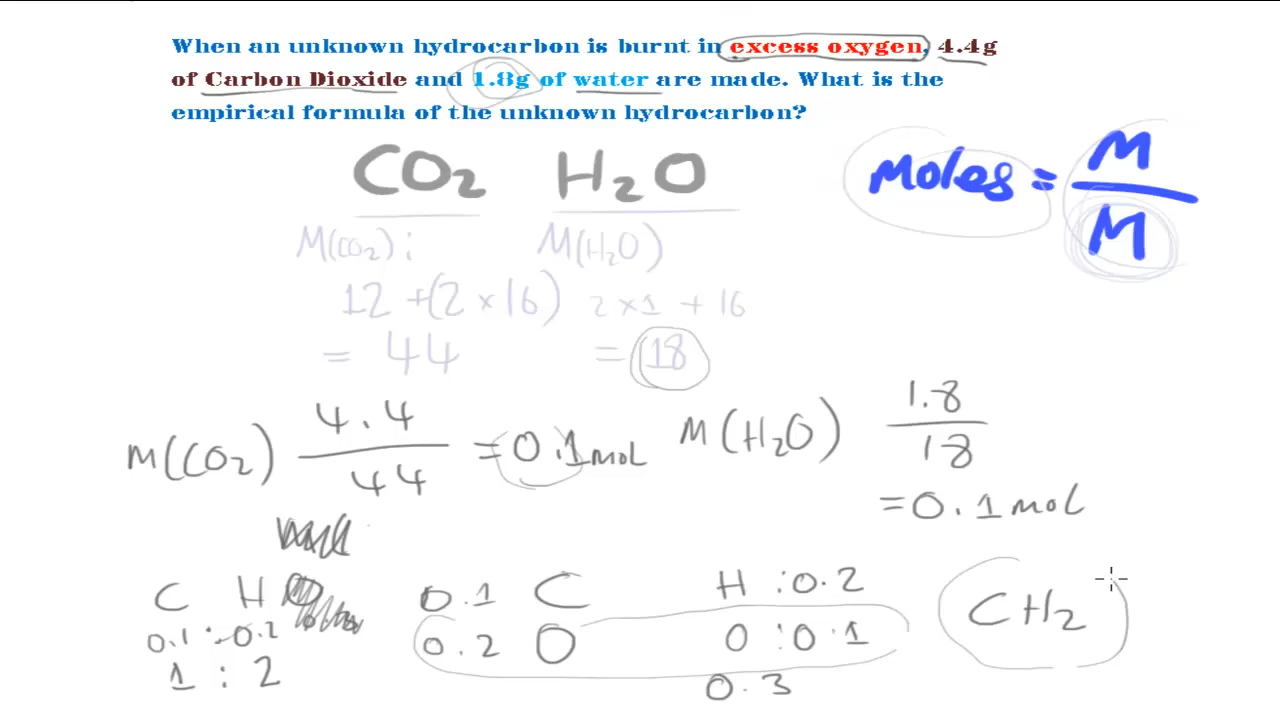 When an unknown hydrocarbon is burnt in excess oxygen, 4.4g
of Carbon Dioxide and 1.8g of water are made. What is the
empirical formula of the unknown hydrocarbon?
CO2 H2O
Moles = M/M
M(CO2): M(H2O)
12 + (2 × 16) 2 × 1 + 16
= 44 = 18
M(CO2) 4.4/44 = 0.1 mol M(H2O) 1.8/18
= 0.1 mol
C H 0.1 C H : 0.2 CH2
0.1 : 0.2 0.2 O O : 0.1
1 : 2 0.3